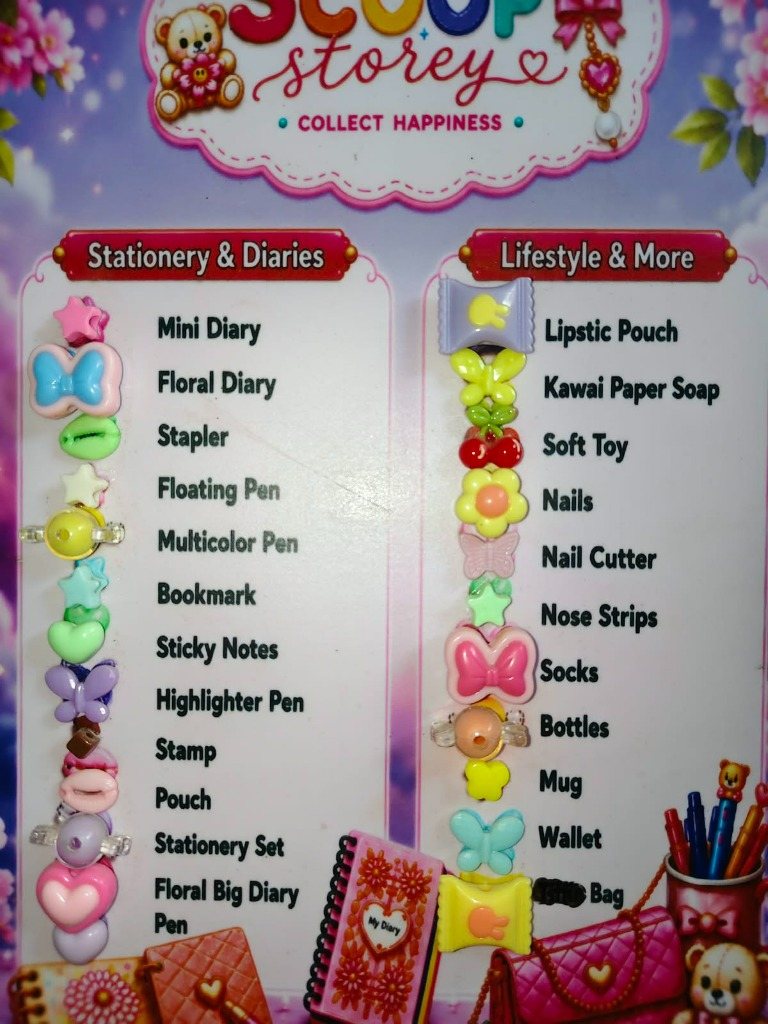 SCOOP
storey
COLLECT HAPPINESS
Stationery & Diaries
Mini Diary
Floral Diary
Stapler
Floating Pen
Multicolor Pen
Bookmark
Sticky Notes
Highlighter Pen
Stamp
Pouch
Stationery Set
Floral Big Diary
Pen
Lifestyle & More
Lipstic Pouch
Kawai Paper Soap
Soft Toy
Nails
Nail Cutter
Nose Strips
Socks
Bottles
Mug
Wallet
Bag
My Diary